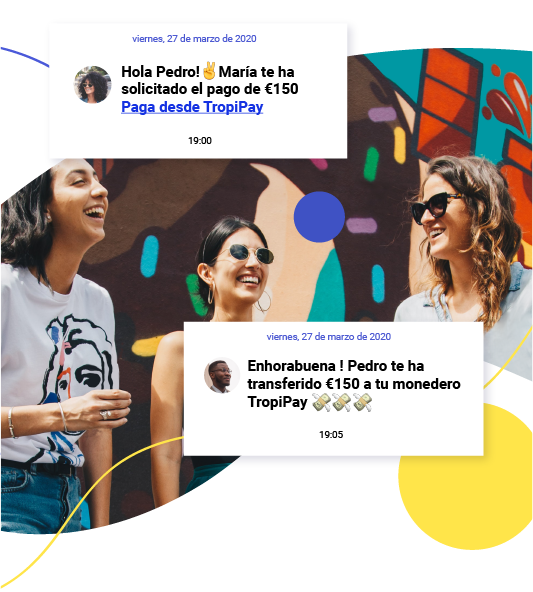 viernes, 27 de marzo de 2020
Hola Pedro!✌️María te ha
solicitado el pago de €150
Paga desde TropiPay
19:00
viernes, 27 de marzo de 2020
Enhorabuena ! Pedro te ha
transferido €150 a tu monedero
TropiPay 💸💸💸
19:05